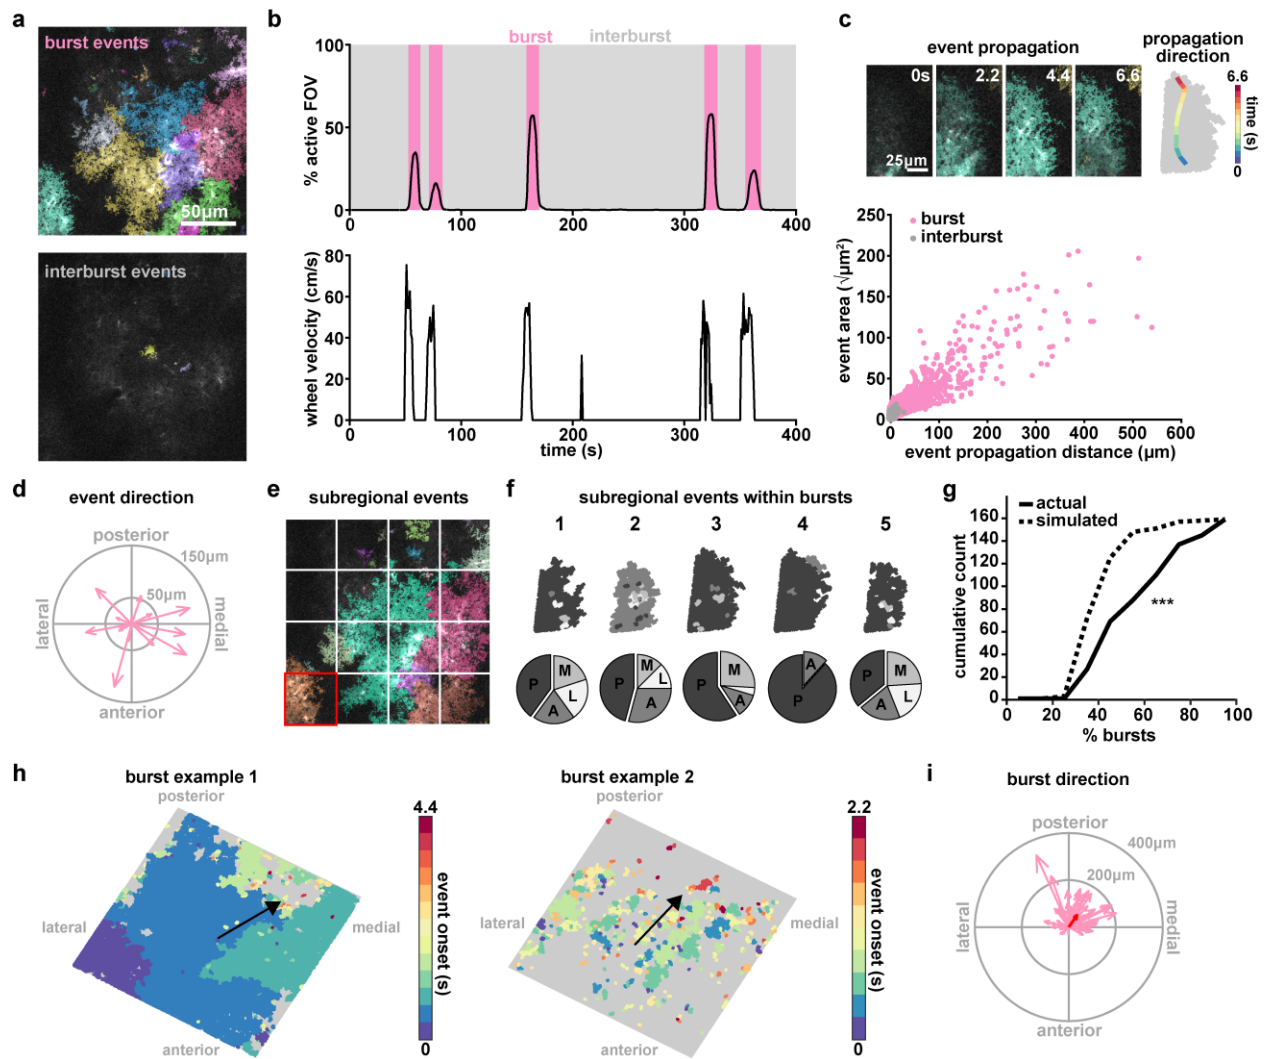 a
burst events
50µm
interburst events
b
burst
interburst
% active FOV
100
50
0
0
100
200
300
400
wheel velocity (cm/s)
80
60
40
20
0
0
100
200
300
400
time (s)
c
event propagation
0s
2.2
4.4
6.6
25µm
propagation
direction
6.6
time (s)
0
event area (√µm²)
250
200
150
100
50
0
burst
interburst
0
100
200
300
400
500
600
event propagation distance (µm)
d
event direction
posterior
150µm
50µm
lateral
medial
anterior
e
subregional events
f
subregional events within bursts
1
2
3
4
5
P
M
L
A
P
M
L
A
P
M
A
P
A
P
M
L
A
g
actual
simulated
cumulative count
160
140
120
100
80
60
40
20
0
***
0
20
40
60
80
100
% bursts
h
burst example 1
posterior
lateral
medial
anterior
4.4
event onset (s)
0
burst example 2
posterior
lateral
medial
anterior
2.2
event onset (s)
0
i
burst direction
posterior
400µm
200µm
lateral
medial
anterior